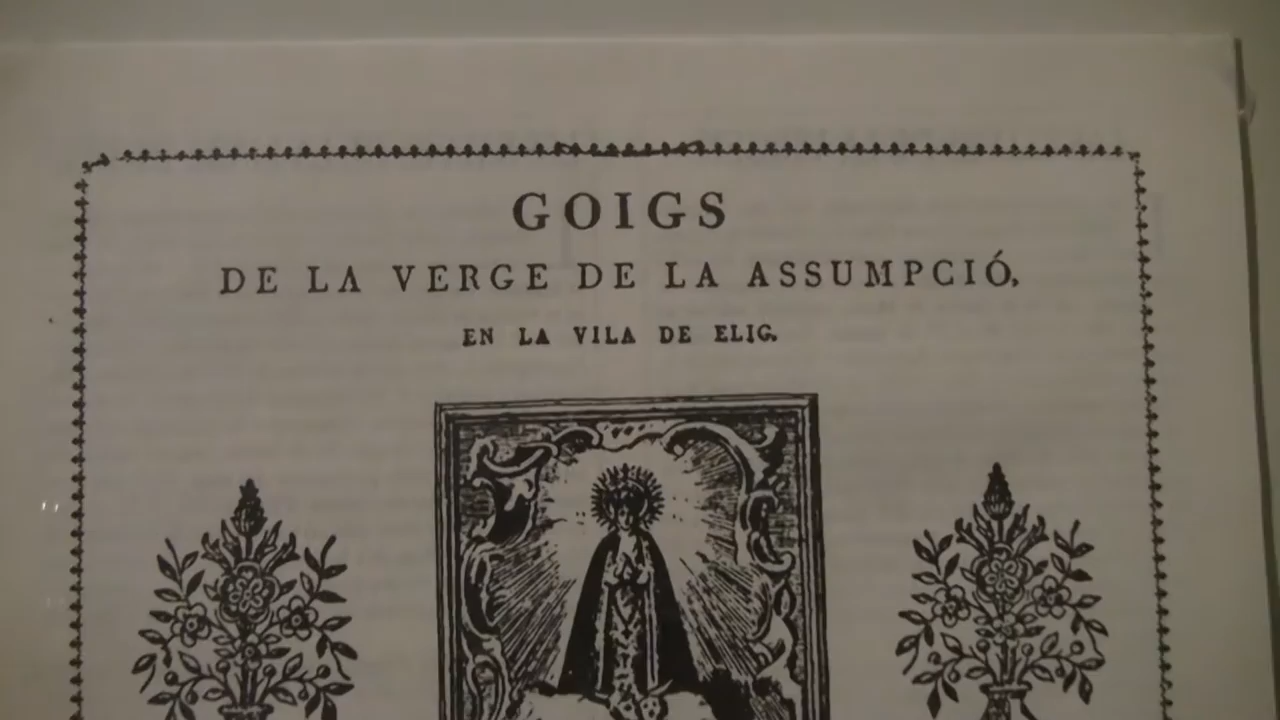 GOIGS
DE LA VERGE DE LA ASSUMPCIÓ,
EN LA VILA DE ELIG.